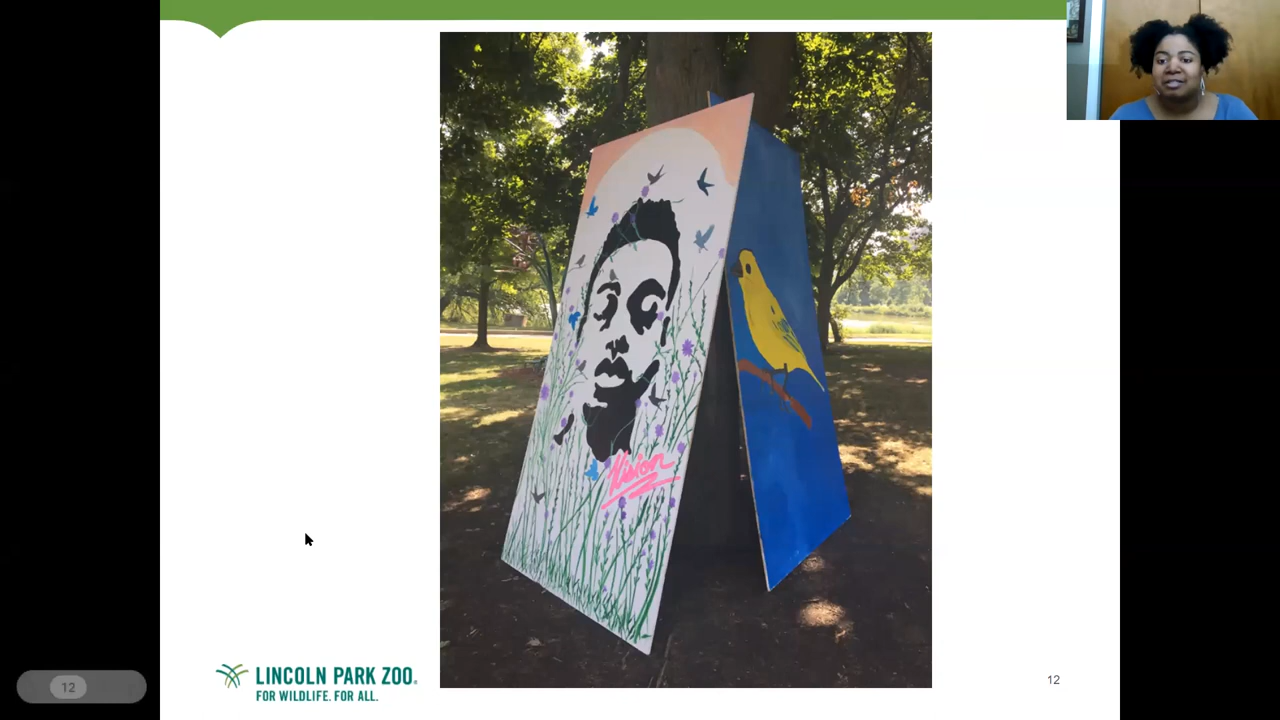 Vision
LINCOLN PARK ZOO.
FOR WILDLIFE. FOR ALL.
12
12